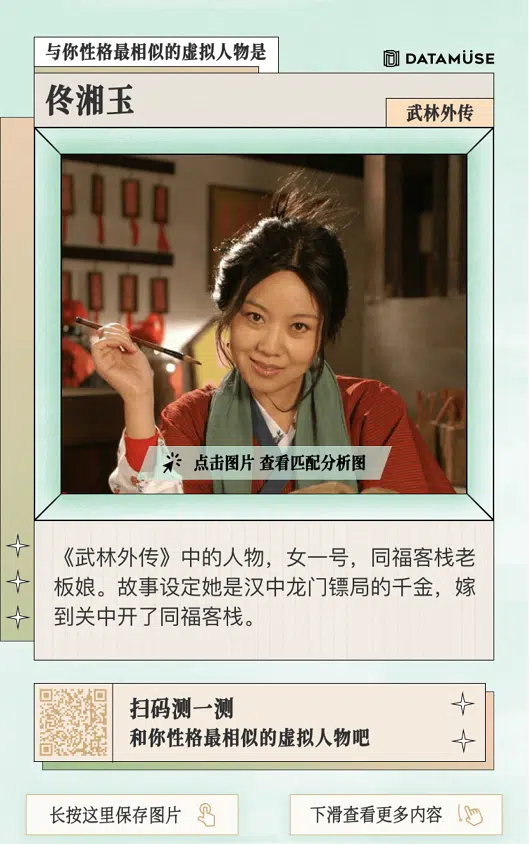 与你性格最相似的虚拟人物是
DATAMÜSE
佟湘玉
武林外传
点击图片 查看匹配分析图
《武林外传》中的人物，女一号，同福客栈老
板娘。故事设定她是汉中龙门镖局的千金，嫁
到关中开了同福客栈。
扫码测一测
和你性格最相似的虚拟人物吧
长按这里保存图片
下滑查看更多内容